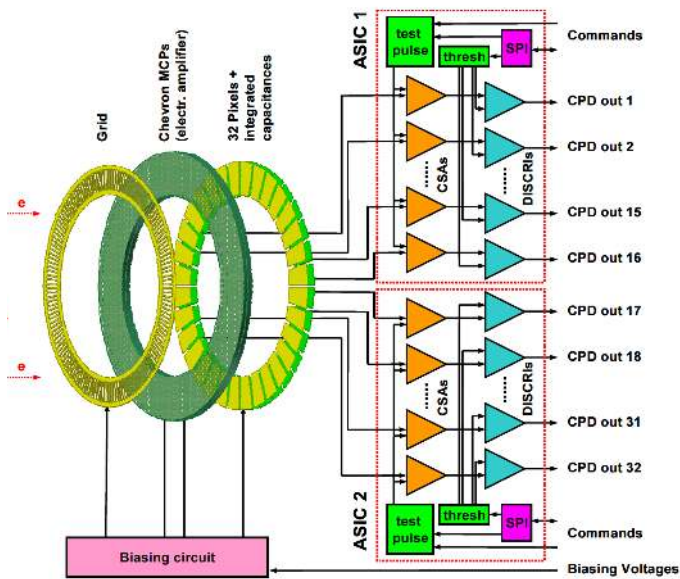 Grid
Chevron MCPs
(electr. amplifier)
32 Pixels +
integrated
capacitances
e
e
ASIC 1
test
pulse
thresh
SPI
Commands
CSAs
DISCRIs
CPD out 1
CPD out 2
CPD out 15
CPD out 16
CPD out 17
CPD out 18
CSAs
DISCRIs
CPD out 31
CPD out 32
ASIC 2
test
pulse
thresh
SPI
Commands
Biasing circuit
Biasing Voltages